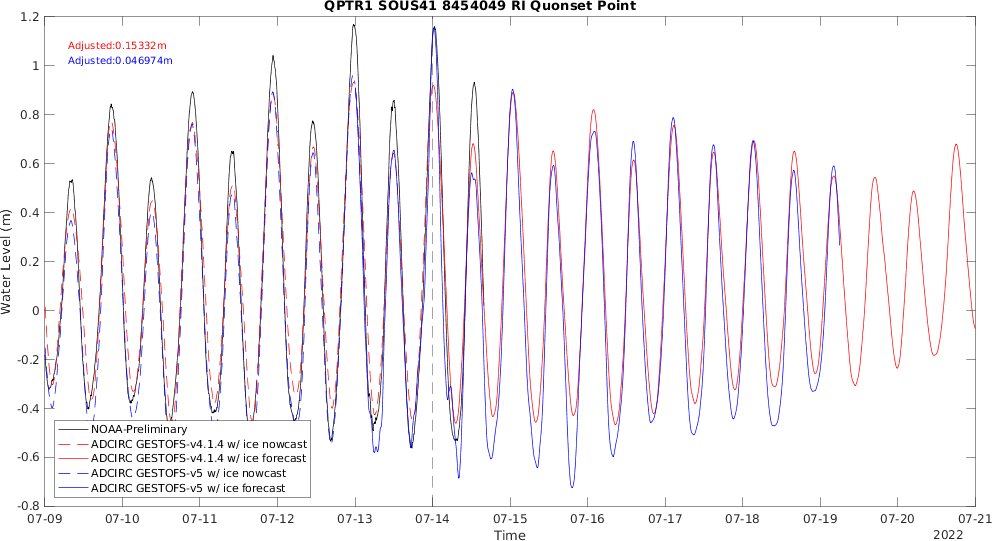 QPTR1 SOUS41 8454049 RI Quonset Point
1.2
1
0.8
0.6
0.4
0.2
0
-0.2
-0.4
-0.6
-0.8
Water Level (m)
Adjusted:0.15332m
Adjusted:0.046974m
NOAA-Preliminary
ADCIRC GESTOFS-v4.1.4 w/ ice nowcast
ADCIRC GESTOFS-v4.1.4 w/ ice forecast
ADCIRC GESTOFS-v5 w/ ice nowcast
ADCIRC GESTOFS-v5 w/ ice forecast
07-09 07-10 07-11 07-12 07-13 07-14 07-15 07-16 07-17 07-18 07-19 07-20 07-21
Time
2022